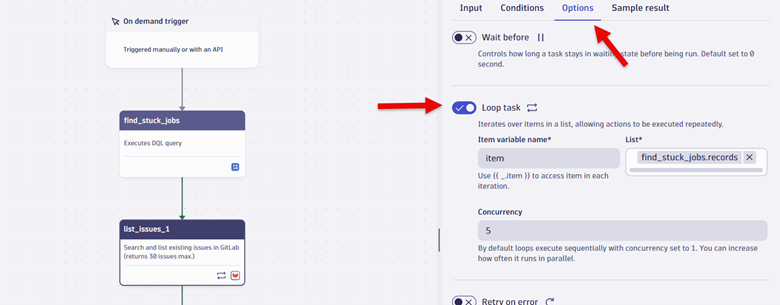 On demand trigger
Triggered manually or with an API
find_stuck_jobs
Executes DQL query
list_issues_1
Search and list existing issues in GitLab
(returns 30 issues max.)
Input Conditions Options Sample result
Wait before
Controls how long a task stays in waiting state before being run. Default set to 0
second.
Loop task
Iterates over items in a list, allowing actions to be executed repeatedly.
Item variable name* List*
item find_stuck_jobs.records
Use {{ _.item }} to access item in each
iteration.
Concurrency
5
By default loops execute sequentially with concurrency set to 1. You can increase
how often it runs in parallel.
Retry on error